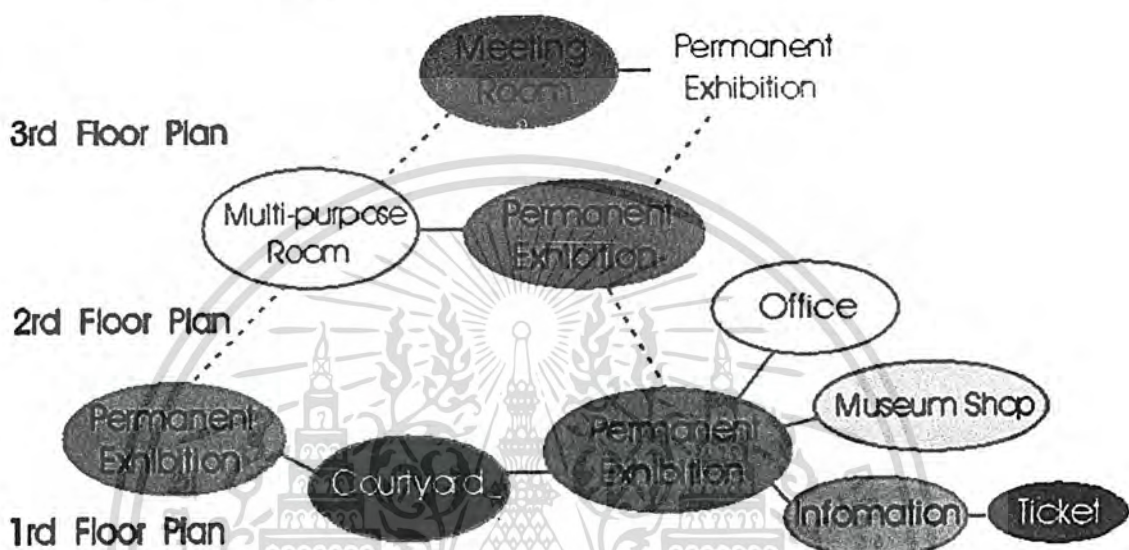 Meeting
Room
Permanent
Exhibition
3rd Floor Plan
Multi-purpose
Room
Permanent
Exhibition
2rd Floor Plan
Office
Museum Shop
Permanent
Exhibition
Courtyard
Permanent
Exhibition
Infomation
Ticket
1rd Floor Plan